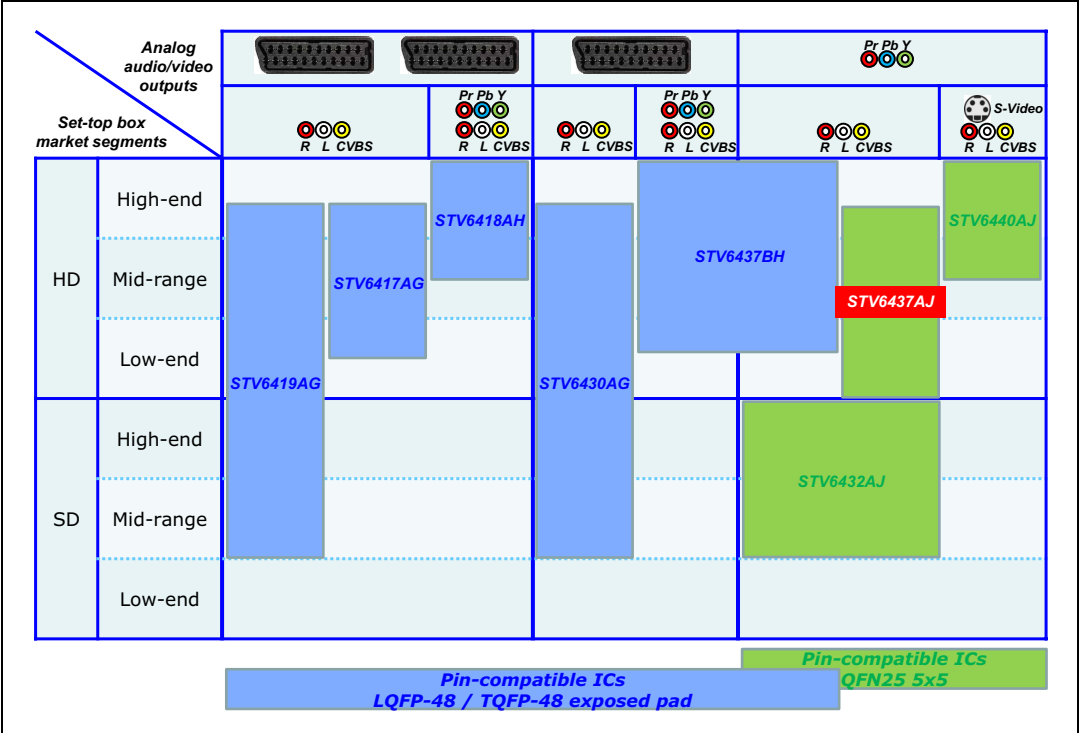 Analog
audio/video
outputs
Set-top box
market segments
Pr Pb Y
Pr Pb Y
Pr Pb Y
S-Video
R L CVBS
R L CVBS
R L CVBS
R L CVBS
R L CVBS
R L CVBS
HD
High-end
Mid-range
Low-end
SD
High-end
Mid-range
Low-end
STV6419AG
STV6417AG
STV6418AH
STV6430AG
STV6437BH
STV6437AJ
STV6440AJ
STV6432AJ
Pin-compatible ICs
QFN25 5x5
Pin-compatible ICs
LQFP-48 / TQFP-48 exposed pad